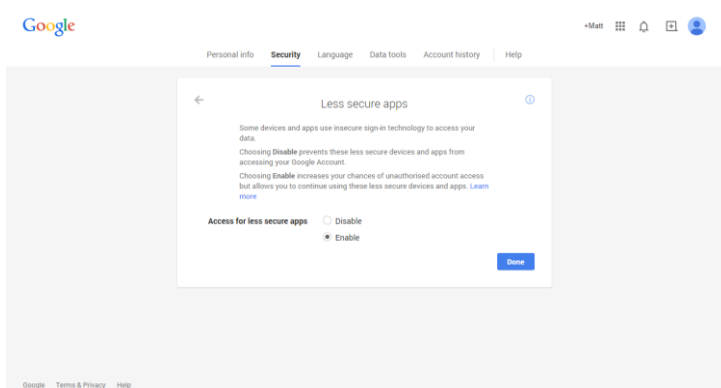 Google
+Matt
Personal info Security Language Data tools Account history Help
Less secure apps
Some devices and apps use insecure sign-in technology to access your
data.
Choosing Disable prevents these less secure devices and apps from
accessing your Google Account.
Choosing Enable increases your chances of unauthorised account access
but allows you to continue using these less secure devices and apps. Learn
more
Access for less secure apps Disable
Enable
Done
Google Terms & Privacy Help